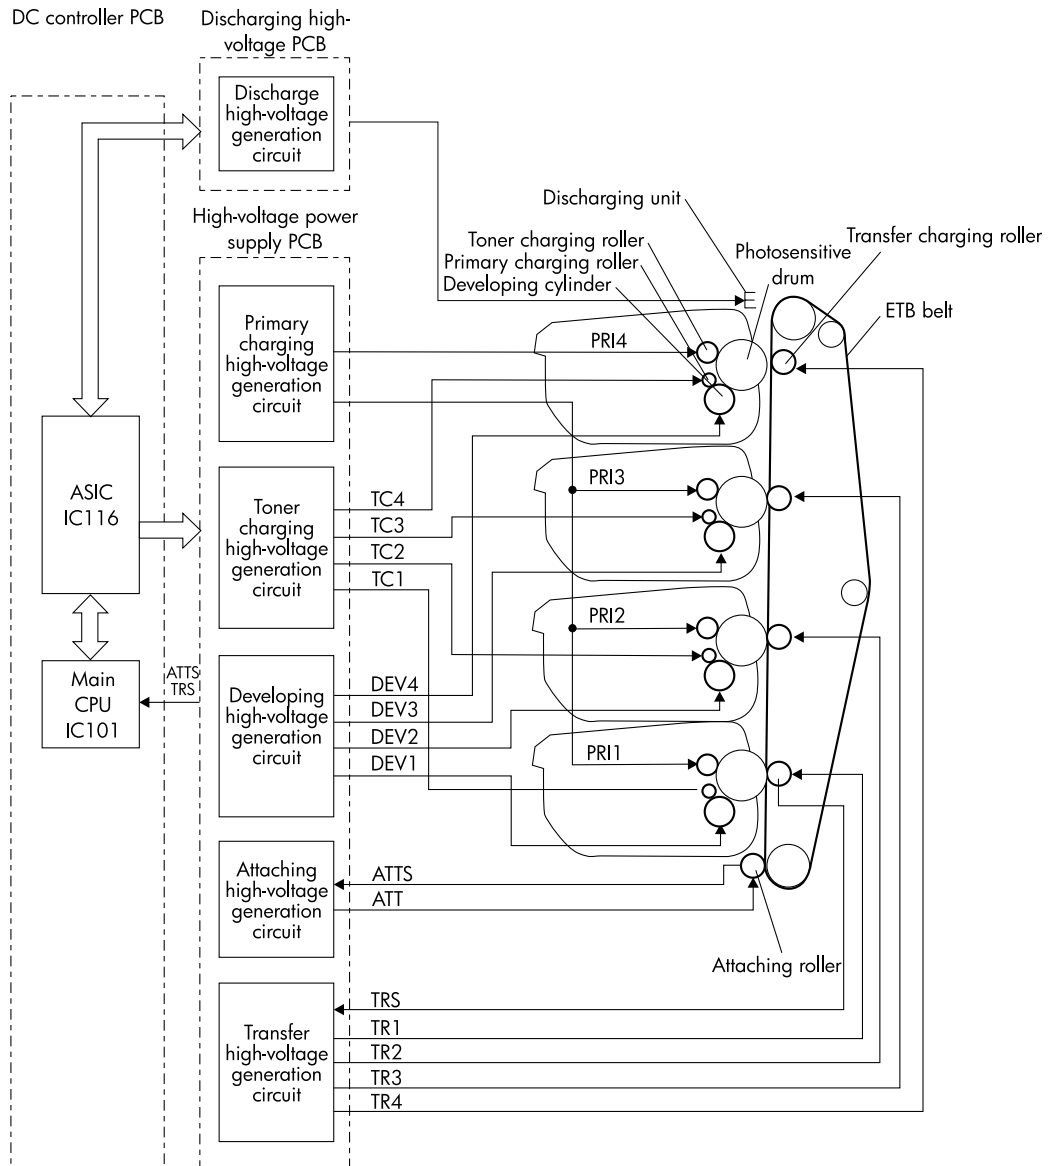 DC controller PCB
Discharging high-
voltage PCB
Discharge
high-voltage
generation
circuit
High-voltage power
supply PCB
Discharging unit
Toner charging roller
Primary charging roller
Developing cylinder
Photosensitive
drum
Transfer charging roller
ETB belt
Primary
charging
high-voltage
generation
circuit
PRI4
ASIC
IC116
Toner
charging
high-voltage
generation
circuit
TC4
TC3
TC2
TC1
PRI3
PRI2
Main
CPU
IC101
ATTS
TRS
Developing
high-voltage
generation
circuit
DEV4
DEV3
DEV2
DEV1
PRI1
Attaching
high-voltage
generation
circuit
ATTS
ATT
Attaching roller
Transfer
high-voltage
generation
circuit
TRS
TR1
TR2
TR3
TR4